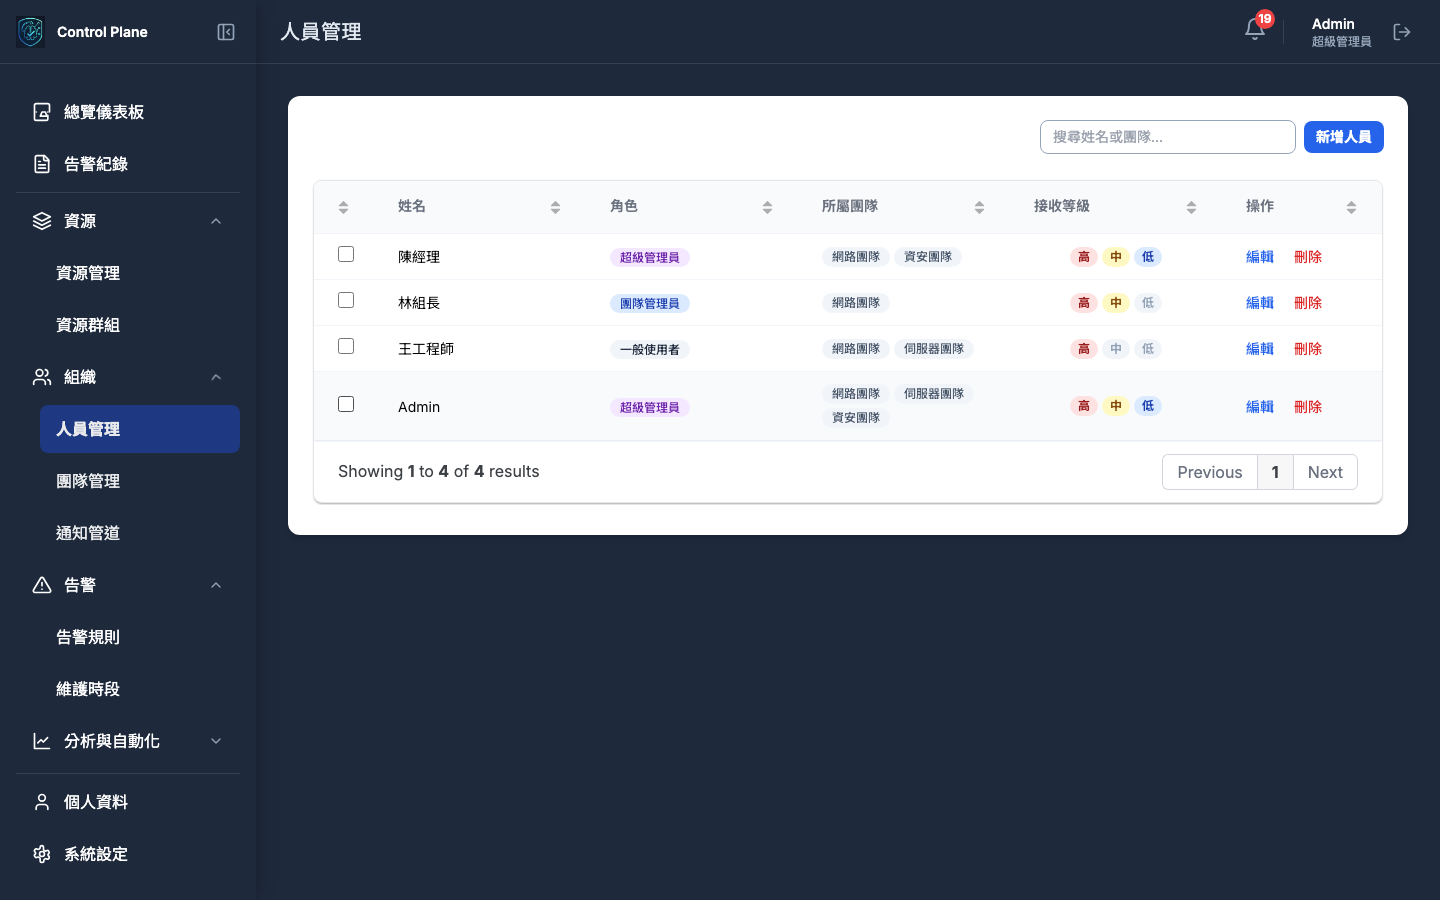 Control Plane
人員管理
19
Admin
超級管理員
總覽儀表板
告警紀錄
資源
資源管理
資源群組
組織
人員管理
團隊管理
通知管道
告警
告警規則
維護時段
分析與自動化
個人資料
系統設定
搜尋姓名或團隊...
新增人員
姓名 角色 所屬團隊 接收等級 操作
陳經理 超級管理員 網路團隊 資安團隊 高 中 低 編輯 刪除
林組長 團隊管理員 網路團隊 高 中 低 編輯 刪除
王工程師 一般使用者 網路團隊 伺服器團隊 高 中 低 編輯 刪除
Admin 超級管理員 網路團隊 伺服器團隊 資安團隊 高 中 低 編輯 刪除
Showing 1 to 4 of 4 results
Previous 1 Next